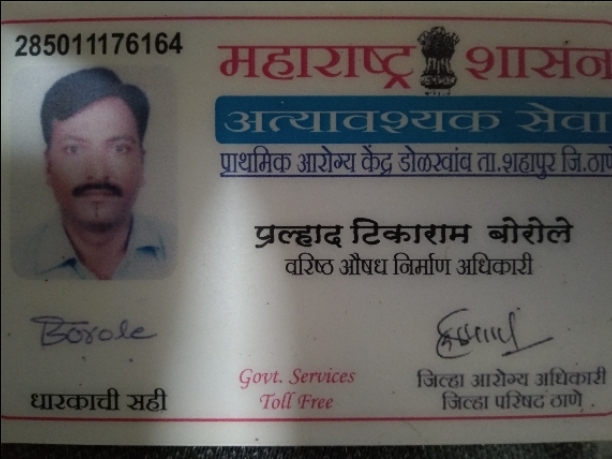 285011176164
महाराष्ट्र शासन
अत्यावश्यक सेवा
प्राथमिक आरोग्य केंद्र डोळखांव ता.शहापुर जि.ठाणे
प्रल्हाद टिकाराम बोरोले
वरिष्ठ औषध निर्माण अधिकारी
Borole
धारकाची सही
Govt. Services
Toll Free
जिल्हा आरोग्य अधिकारी
जिल्हा परिषद ठाणे